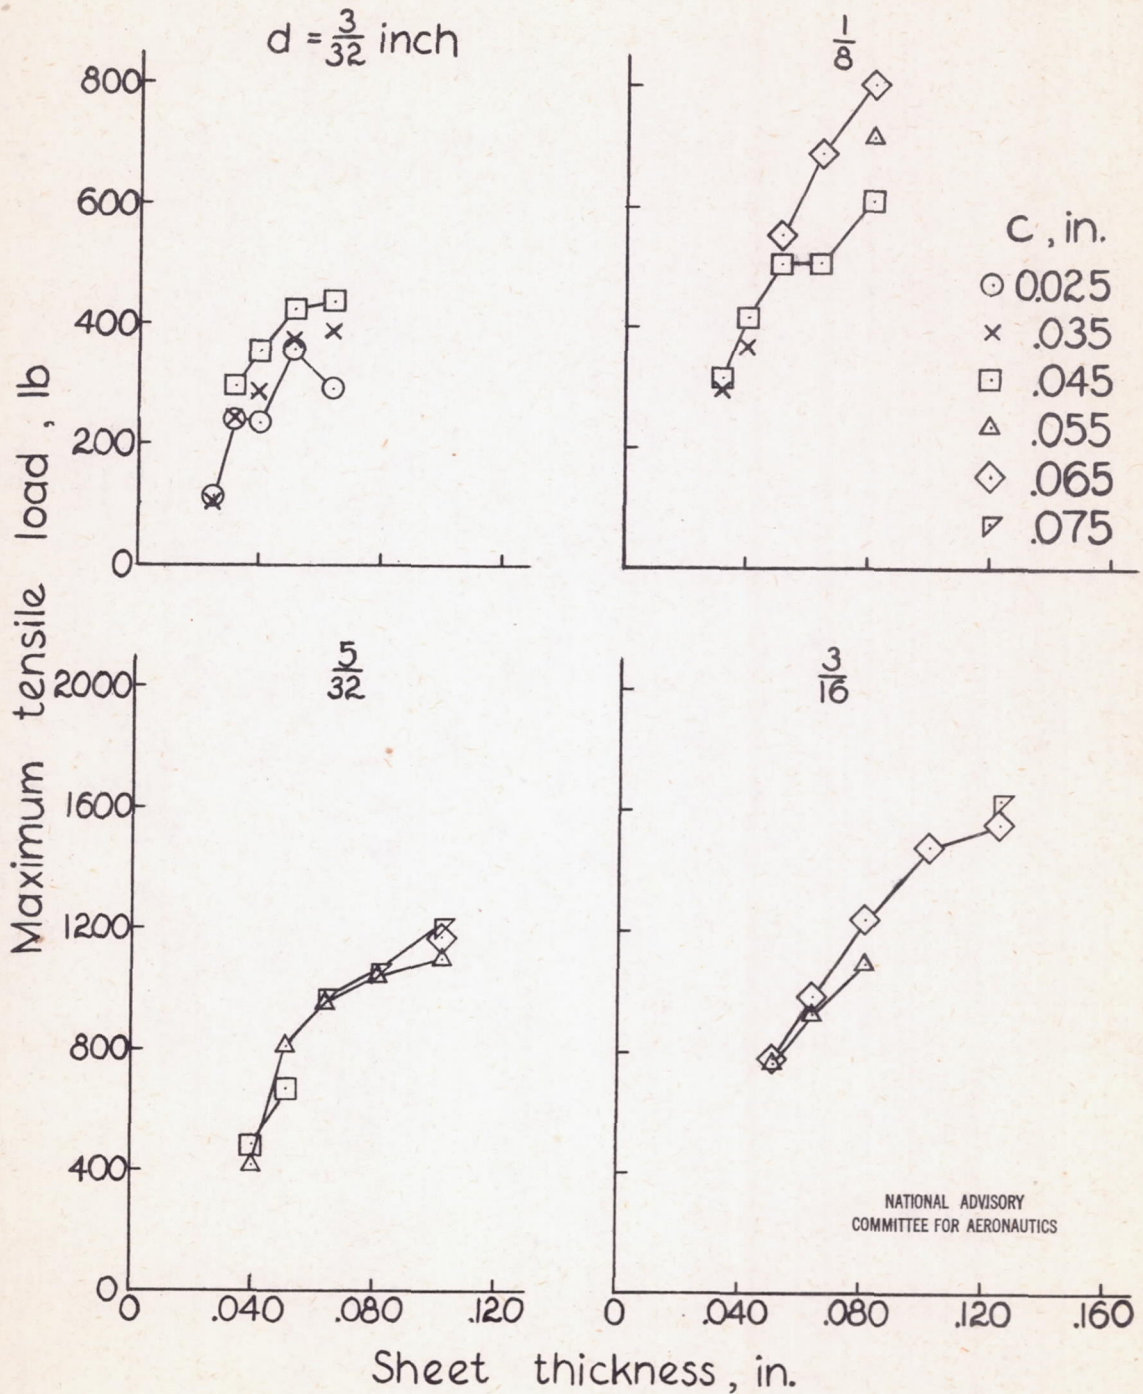 d = 3/32 inch
1/8
800
600
400
200
0
C, in.
0.025
.035
.045
.055
.065
.075
Maximum tensile load, lb
5/32
3/16
2000
1600
1200
800
400
0
NATIONAL ADVISORY
COMMITTEE FOR AERONAUTICS
0 .040 .080 .120
0 .040 .080 .120 .160
Sheet thickness, in.